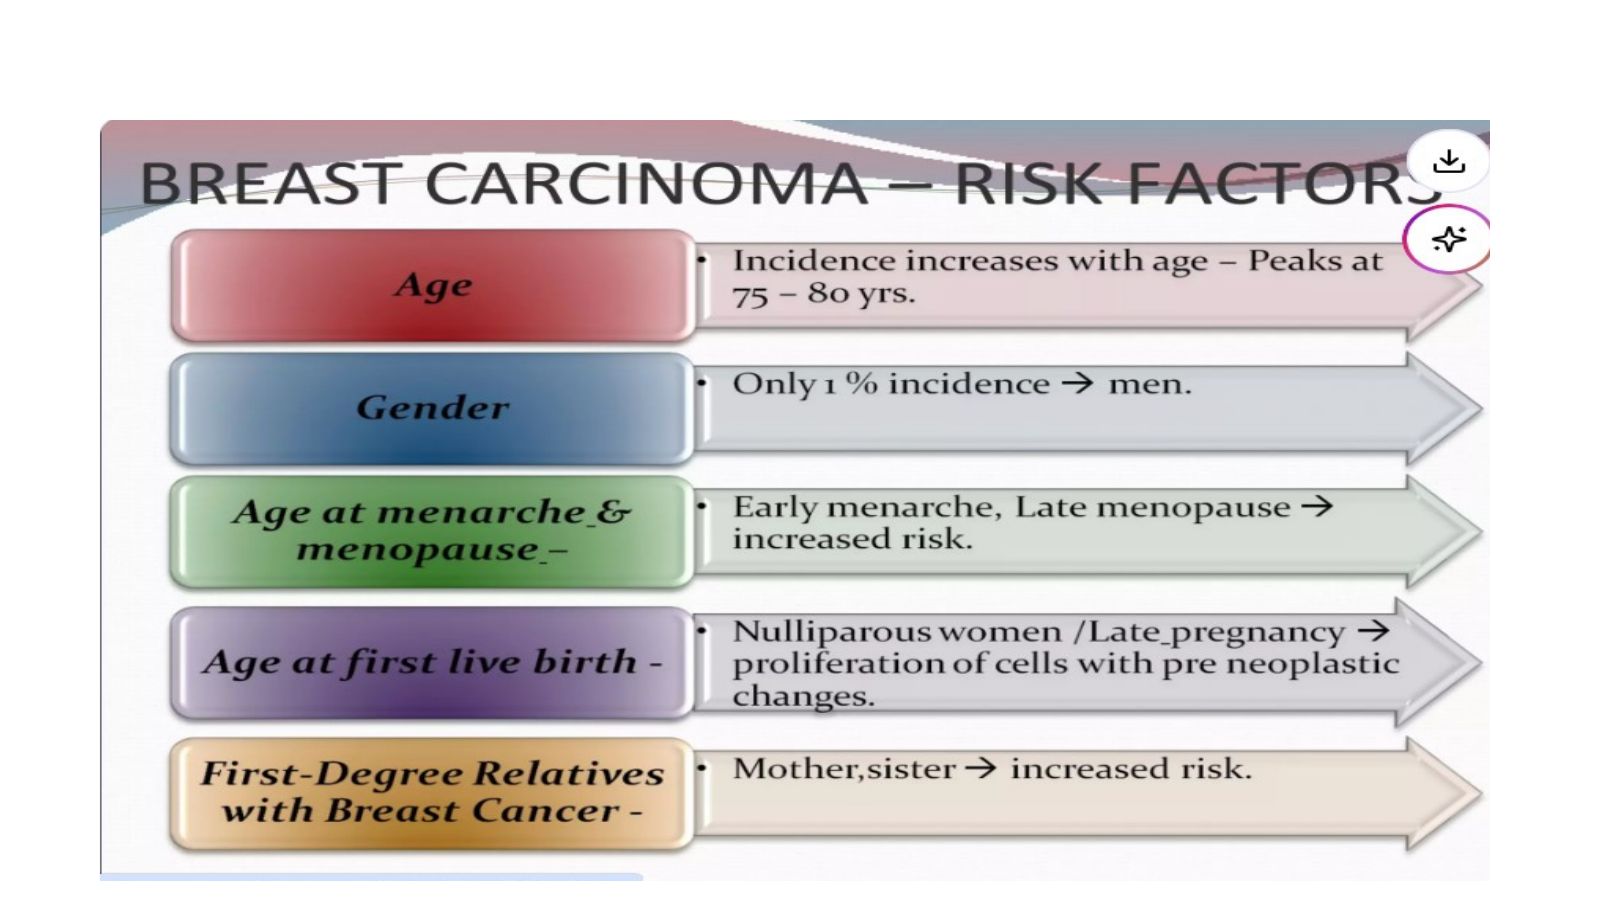 BREAST CARCINOMA – RISK FACTORS
Age
• Incidence increases with age – Peaks at
75 – 80 yrs.
Gender
• Only 1 % incidence → men.
Age at menarche &
menopause –
• Early menarche, Late menopause →
increased risk.
Age at first live birth -
• Nulliparous women /Late pregnancy →
proliferation of cells with pre neoplastic
changes.
First-Degree Relatives
with Breast Cancer -
• Mother,sister → increased risk.